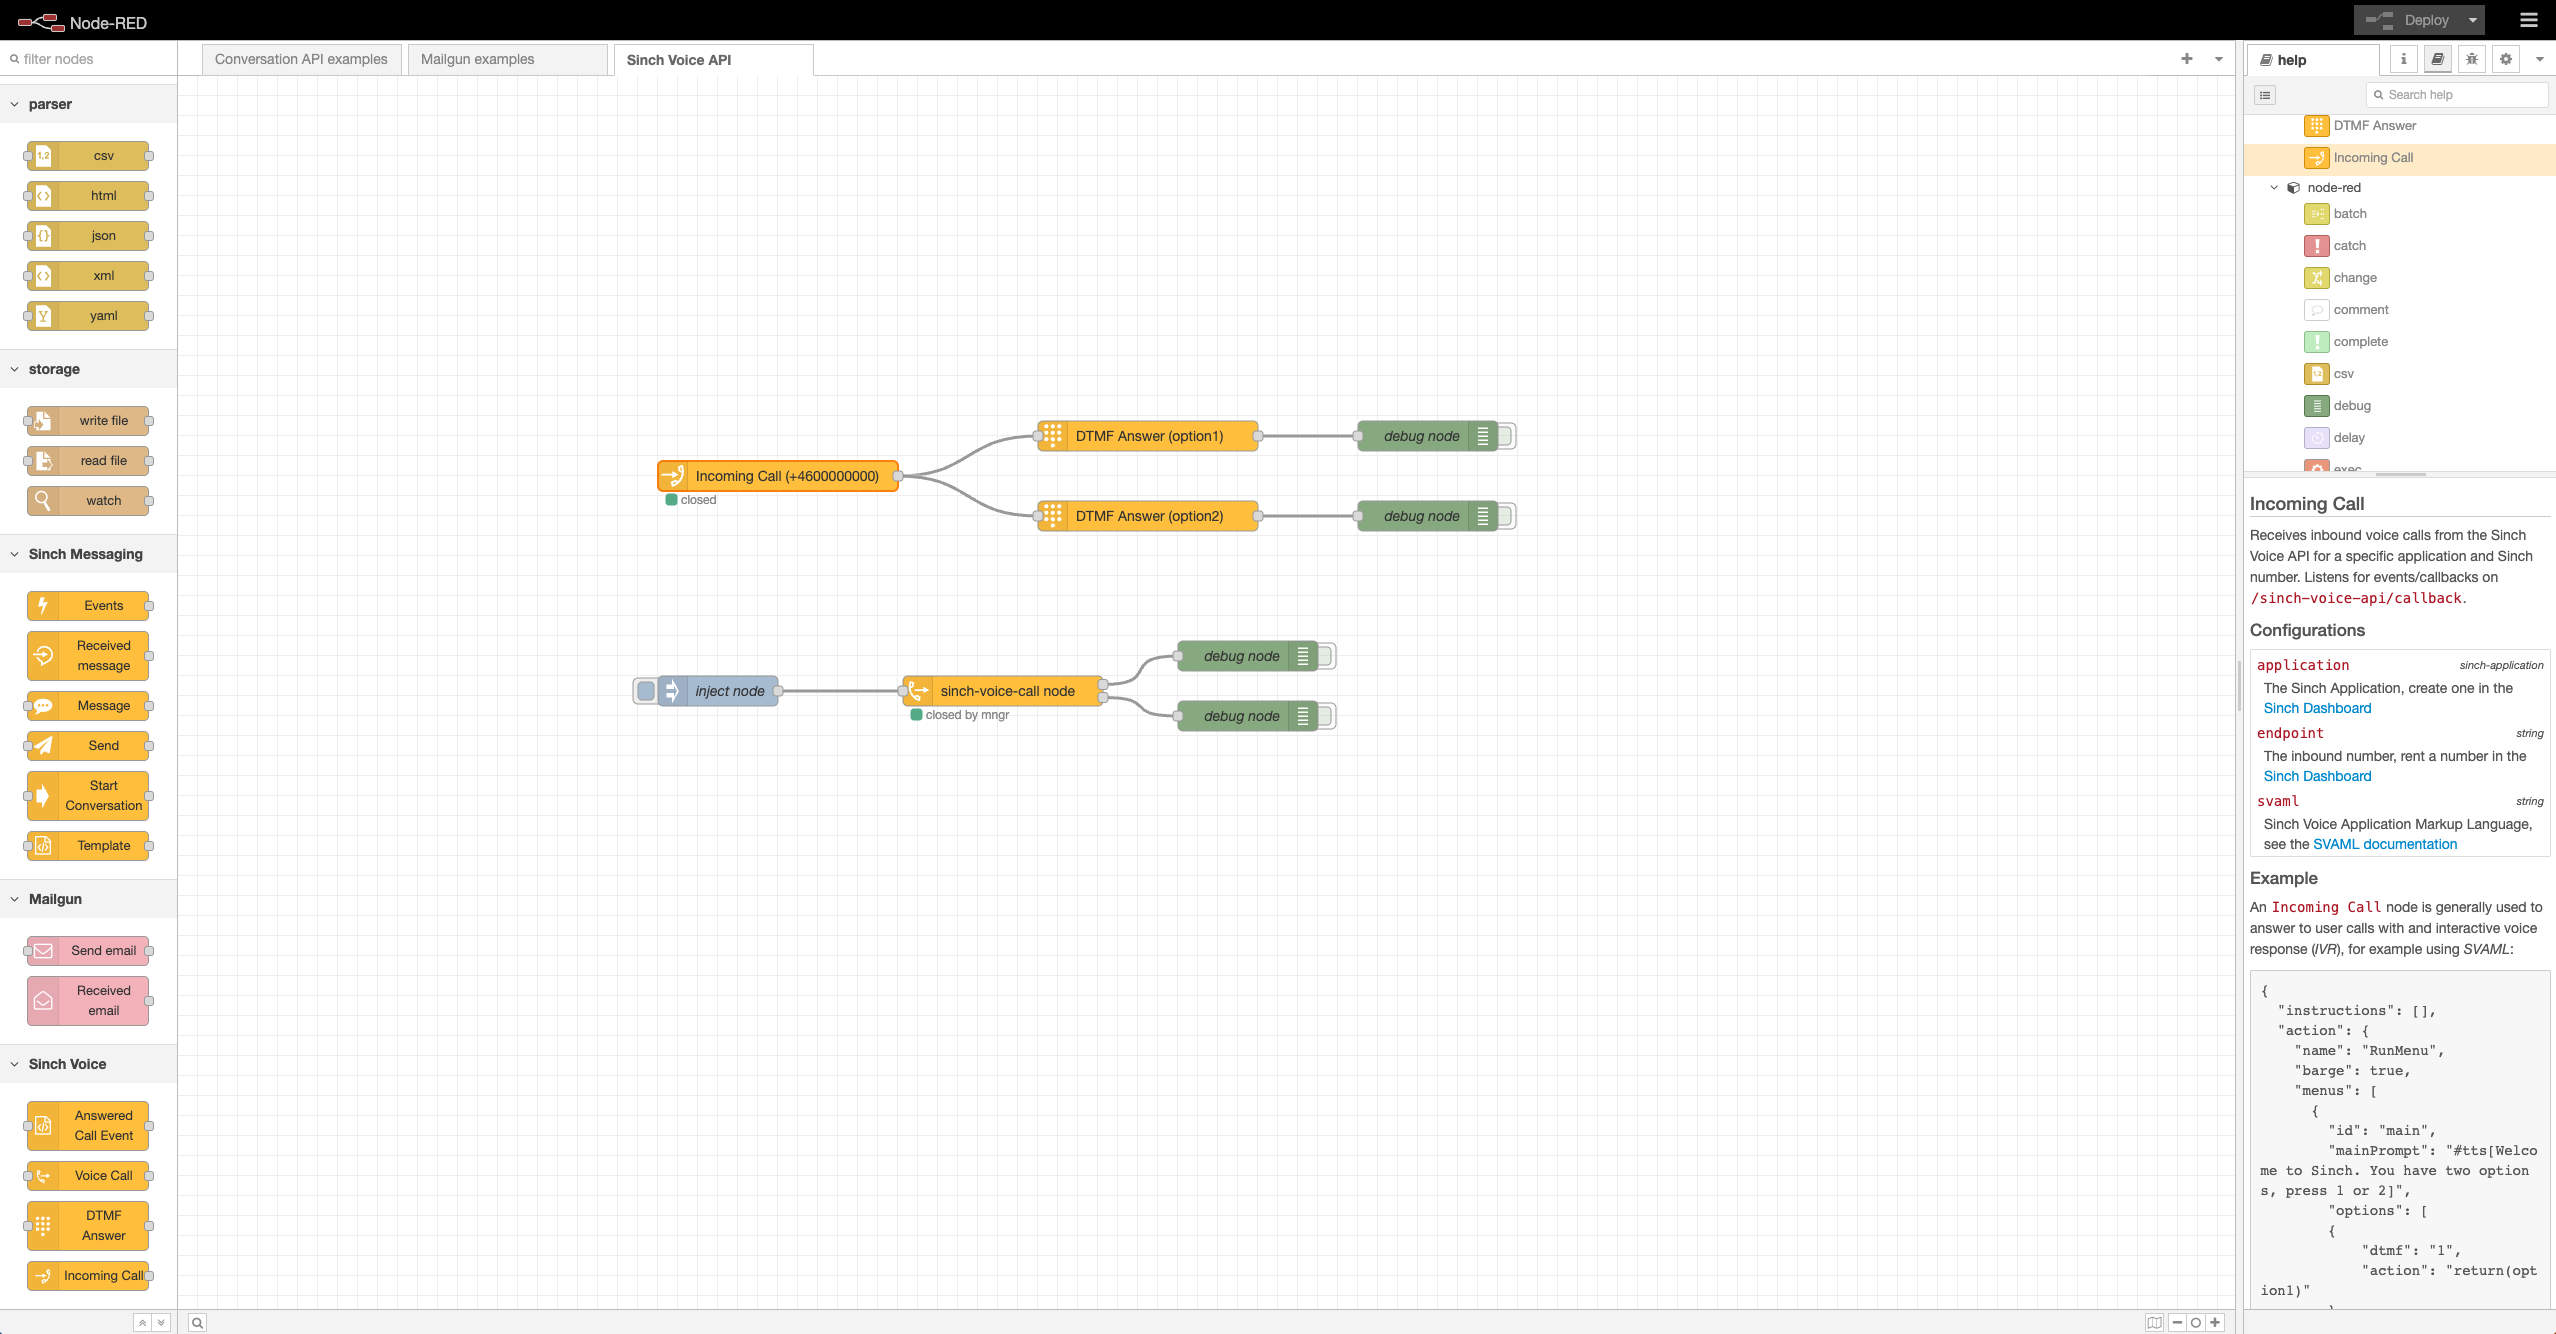 Node-RED
Deploy
filter nodes
Conversation API examples
Mailgun examples
Sinch Voice API
help
Search help
parser
csv
html
json
xml
yaml
storage
write file
read file
watch
Sinch Messaging
Events
Received
message
Message
Send
Start
Conversation
Template
Mailgun
Send email
Received
email
Sinch Voice
Answered
Call Event
Voice Call
DTMF
Answer
Incoming Call
Incoming Call (+4600000000)
closed
DTMF Answer (option1)
debug node
DTMF Answer (option2)
debug node
inject node
sinch-voice-call node
closed by mngr
debug node
debug node
DTMF Answer
Incoming Call
node-red
batch
catch
change
comment
complete
csv
debug
delay
exec
Incoming Call
Receives inbound voice calls from the Sinch
Voice API for a specific application and Sinch
number. Listens for events/callbacks on
/sinch-voice-api/callback.
Configurations
application sinch-application
The Sinch Application, create one in the
Sinch Dashboard
endpoint string
The inbound number, rent a number in the
Sinch Dashboard
svaml string
Sinch Voice Application Markup Language,
see the SVAML documentation
Example
An Incoming Call node is generally used to
answer to user calls with and interactive voice
response (IVR), for example using SVAML:
{
"instructions": [],
"action": {
"name": "RunMenu",
"barge": true,
"menus": [
{
"id": "main",
"mainPrompt": "#tts[Welco
me to Sinch. You have two option
s, press 1 or 2]",
"options": [
{
"dtmf": "1",
"action": "return(opt
ion1)"